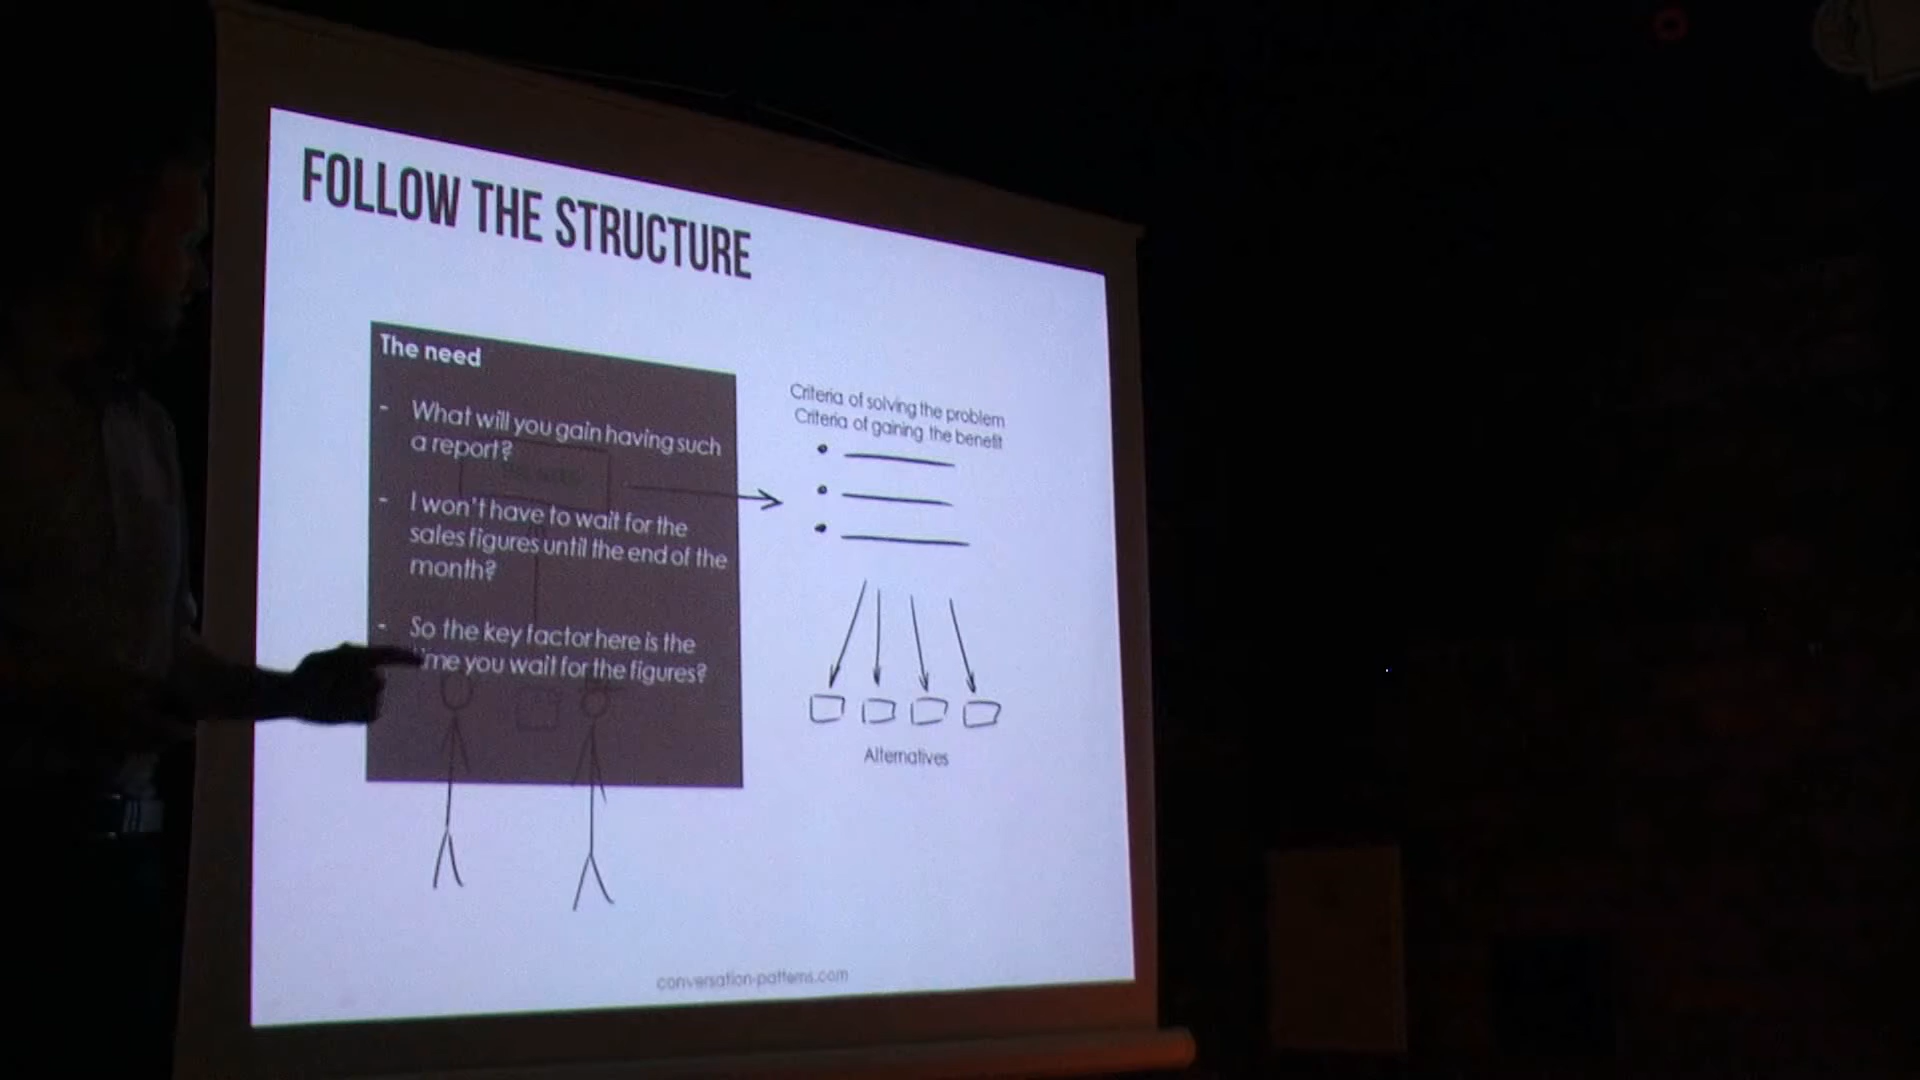 FOLLOW THE STRUCTURE
The need
- What will you gain having such
a report?
- I won't have to wait for the
sales figures until the end of the
month?
- So the key factor here is the
you wait for the figures?
Criteria of solving the problem
Criteria of gaining the benefit
Alternatives
conversation-patterns.com